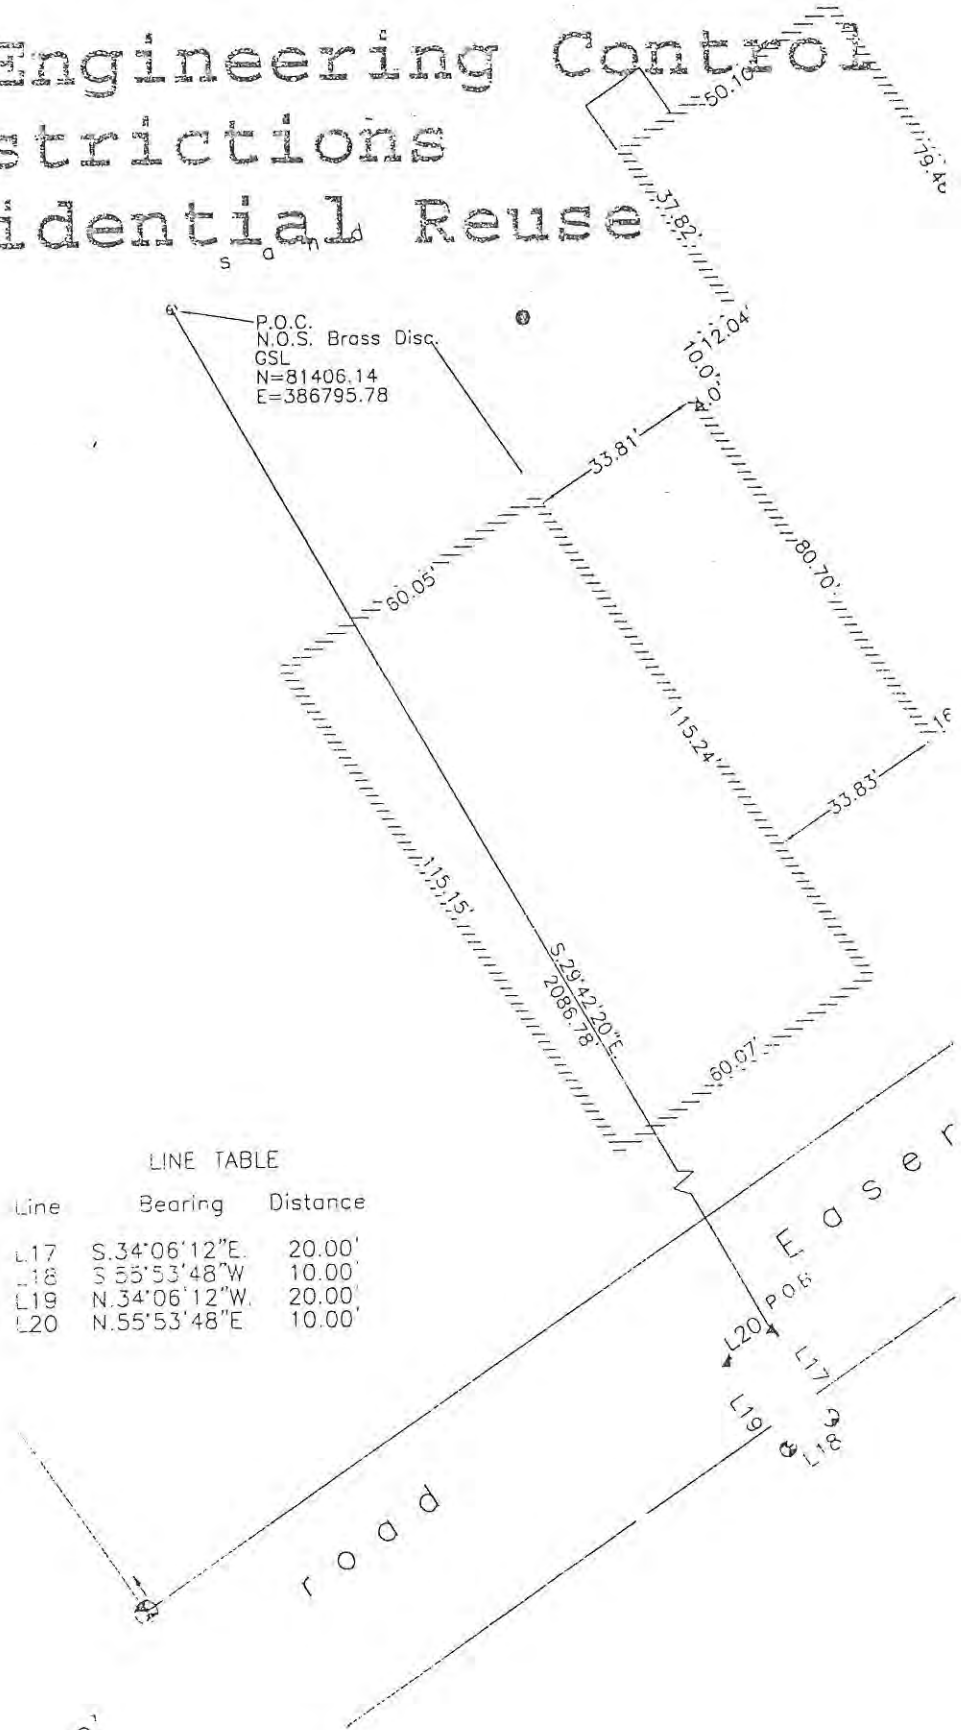 Engineering Control
strictions
idential Reuse
s a n d
50.10'
79.4
37.82'
P.O.C.
N.O.S. Brass Disc.
GSL
N=81406.14
E=386795.78
12.04'
10.0'
33.81'
60.05'
80.70'
115.24'
16
33.83'
115.15'
S.29°42'20"E.
2086.78'
60.07'
LINE TABLE
Line Bearing Distance
L17 S.34°06'12"E. 20.00'
L18 S 55°53'48"W 10.00'
L19 N.34°06'12"W. 20.00'
L20 N.55°53'48"E 10.00'
E a s e r
P.O.B
L20
L17
L19
L18
r o a d